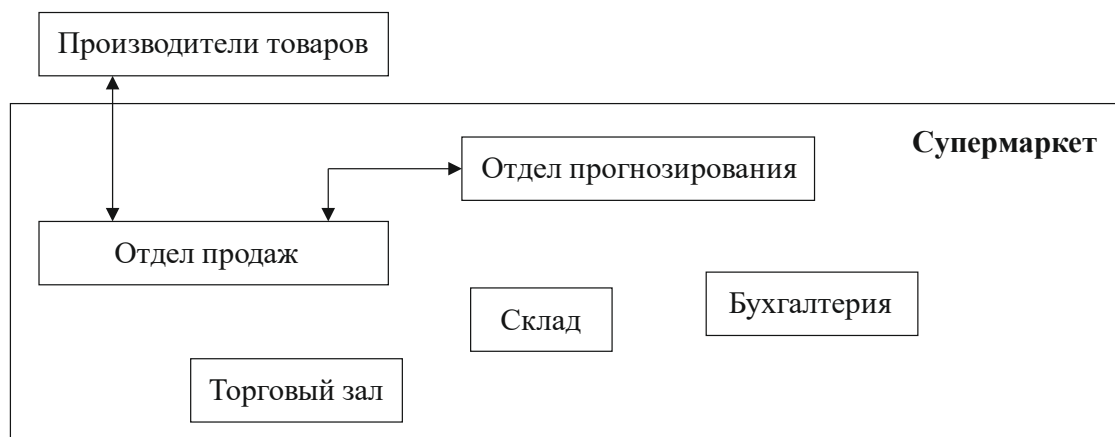 Производители товаров
Супермаркет
Отдел прогнозирования
Отдел продаж
Склад
Бухгалтерия
Торговый зал